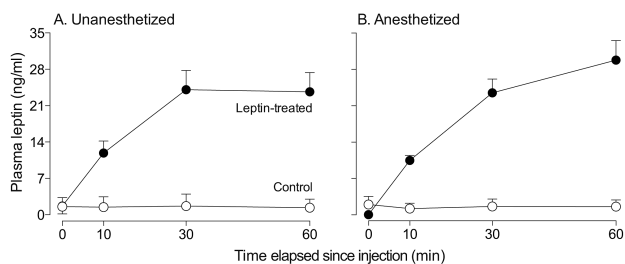 A. Unanesthetized
B. Anesthetized
Plasma leptin (ng/ml)
35
28
21
14
7
0
Leptin-treated
Control
0 10 30 60
0 10 30 60
Time elapsed since injection (min)